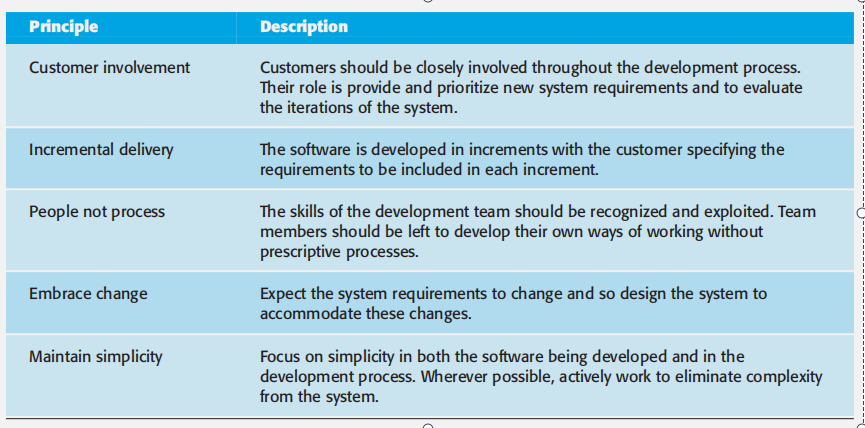 Principle Description
Customer involvement Customers should be closely involved throughout the development process.
Their role is provide and prioritize new system requirements and to evaluate
the iterations of the system.
Incremental delivery The software is developed in increments with the customer specifying the
requirements to be included in each increment.
People not process The skills of the development team should be recognized and exploited. Team
members should be left to develop their own ways of working without
prescriptive processes.
Embrace change Expect the system requirements to change and so design the system to
accommodate these changes.
Maintain simplicity Focus on simplicity in both the software being developed and in the
development process. Wherever possible, actively work to eliminate complexity
from the system.